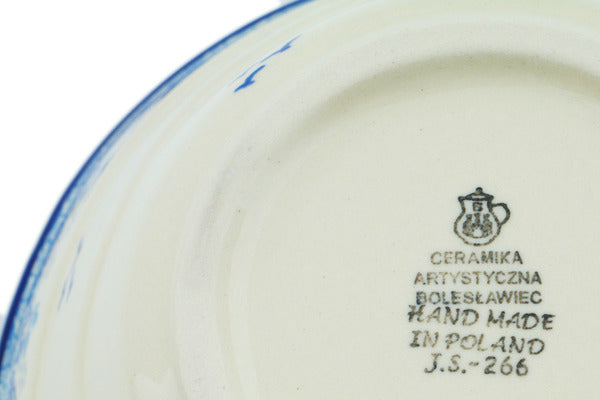 CERAMIKA
ARTYSTYCZNA
BOLESŁAWIEC
HAND MADE
IN POLAND
J.S.-266